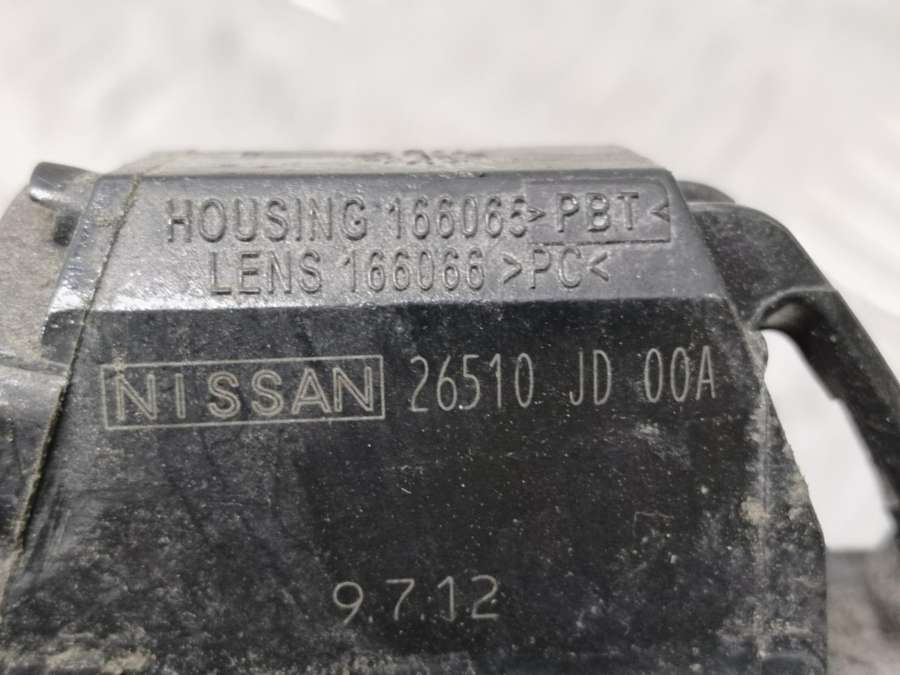 HOUSING 166065 >PBT<
LENS 166066 >PC<
NISSAN 26510 JD 00A
9.7.12